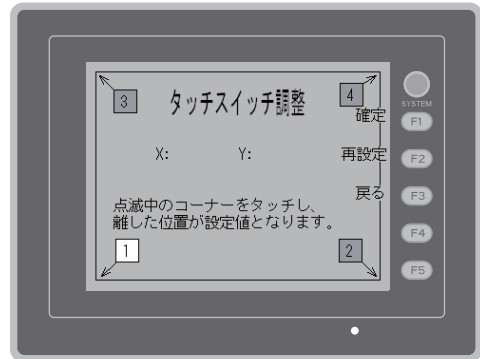 3
タッチスイッチ調整
4
SYSTEM
確定
F1
X: Y:
再設定
F2
戻る
F3
点滅中のコーナーをタッチし、
離した位置が設定値となります。
F4
1
2
F5